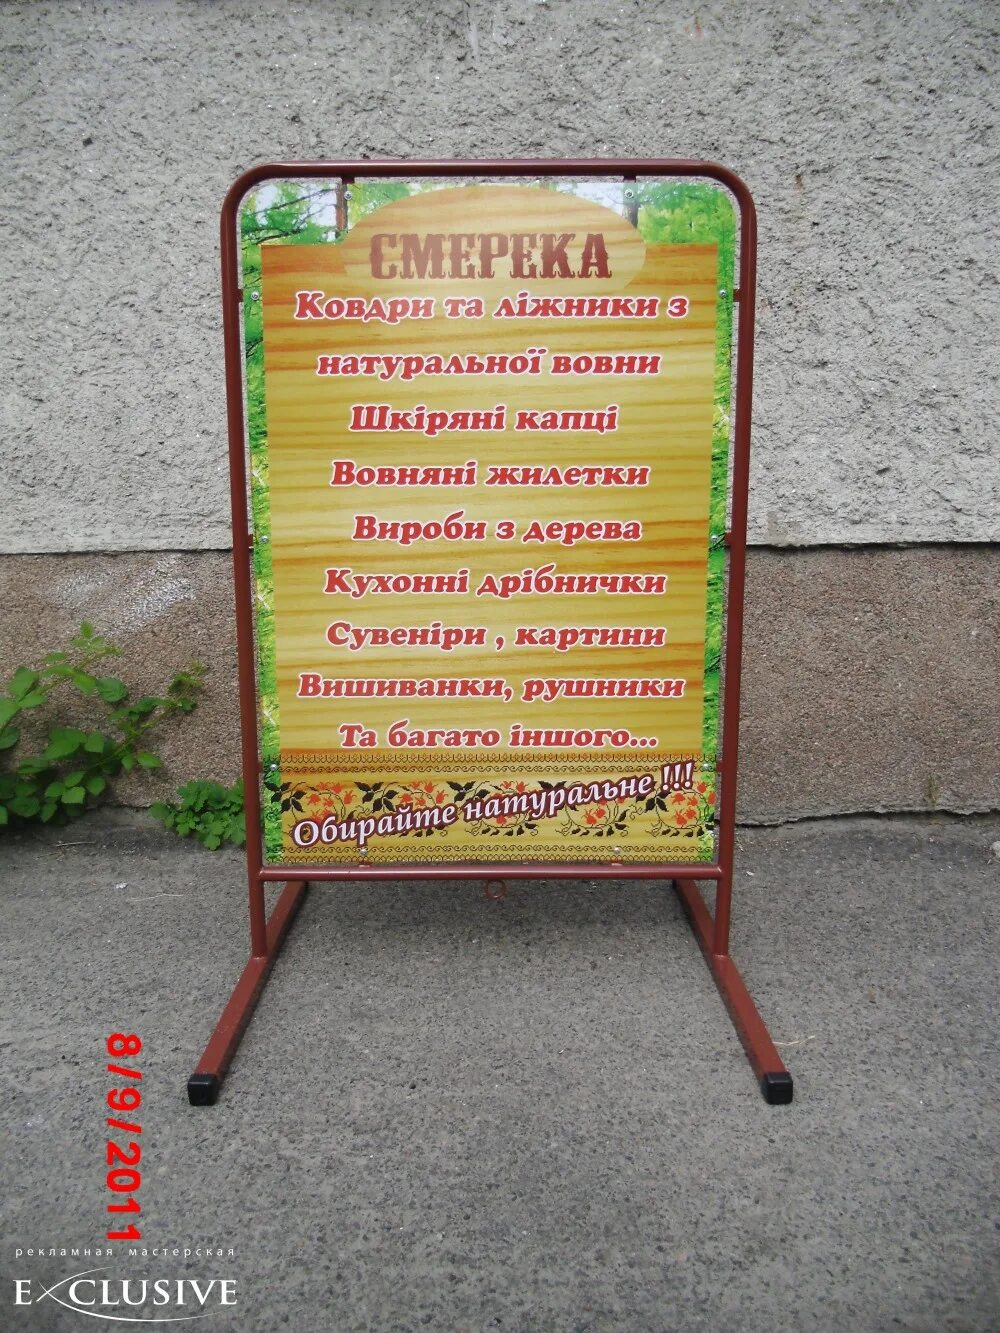 СМЕРЕКА
Ковдри та ліжники з
натуральної вовни
Шкіряні капці
Вовняні жилетки
Вироби з дерева
Кухонні дрібнички
Сувеніри , картини
Вишиванки, рушники
Та багато іншого...
Обирайте натуральне !!!
8/9/2011
рекламная мастерская
EXCLUSIVE